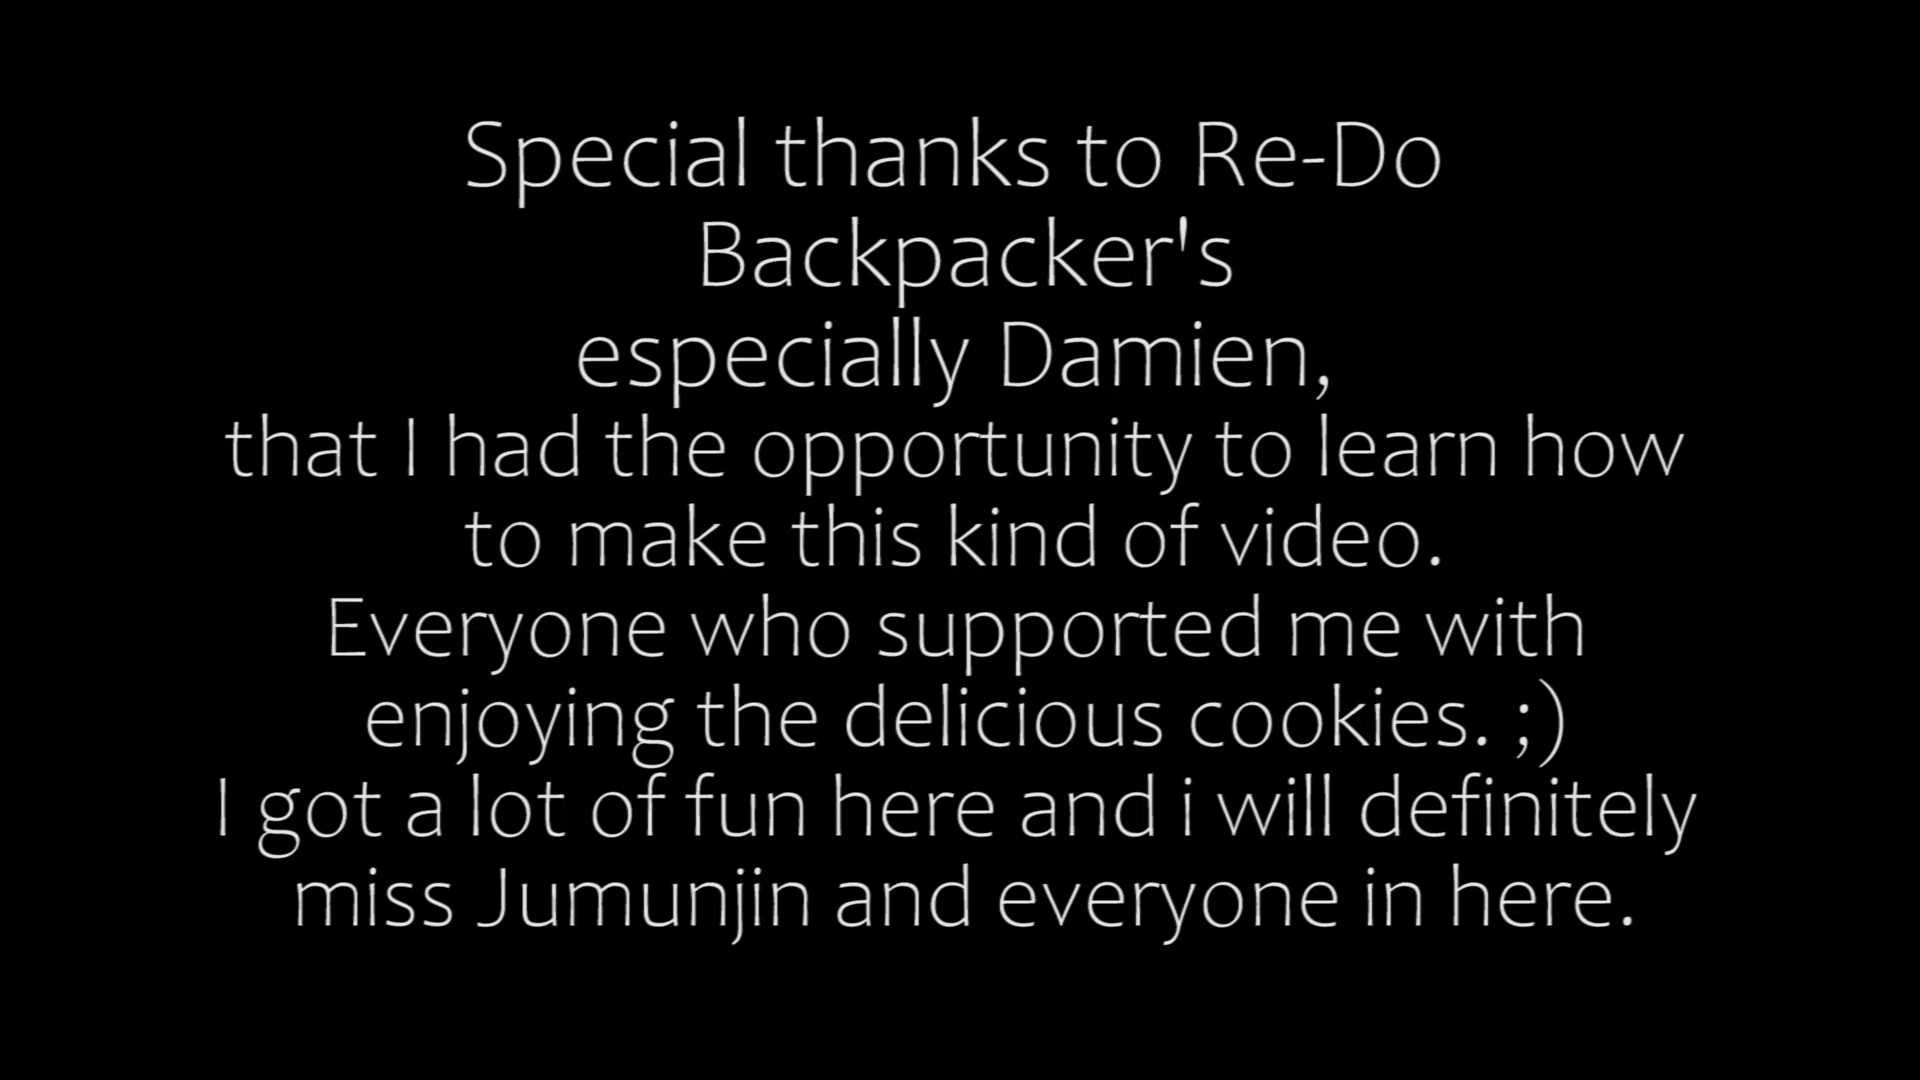 Special thanks to Re-Do
Backpacker's
especially Damien,
that I had the opportunity to learn how
to make this kind of video.
Everyone who supported me with
enjoying the delicious cookies. ;)
I got a lot of fun here and i will definitely
miss Jumunjin and everyone in here.